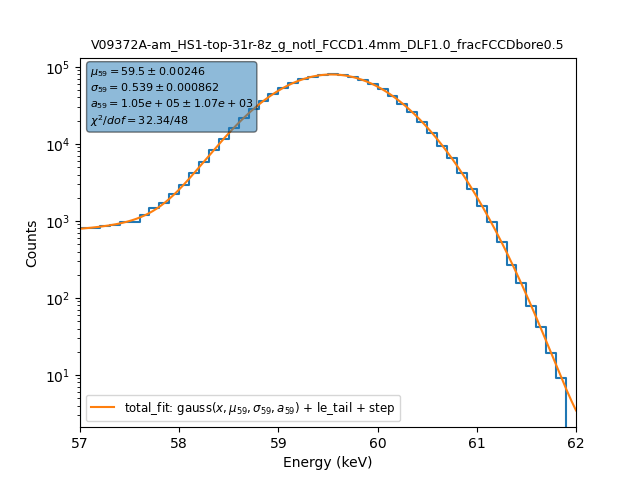 V09372A-am_HS1-top-31r-8z_g_notl_FCCD1.4mm_DLF1.0_fracFCCDbore0.5
10⁵
μ₅₉ = 59.5 ± 0.00246
σ₅₉ = 0.539 ± 0.000862
a₅₉ = 1.05e + 05 ± 1.07e + 03
χ²/dof = 32.34/48
10⁴
10³
10²
10¹
Counts
total_fit: gauss(x, μ₅₉, σ₅₉, a₅₉) + le_tail + step
57 58 59 60 61 62
Energy (keV)